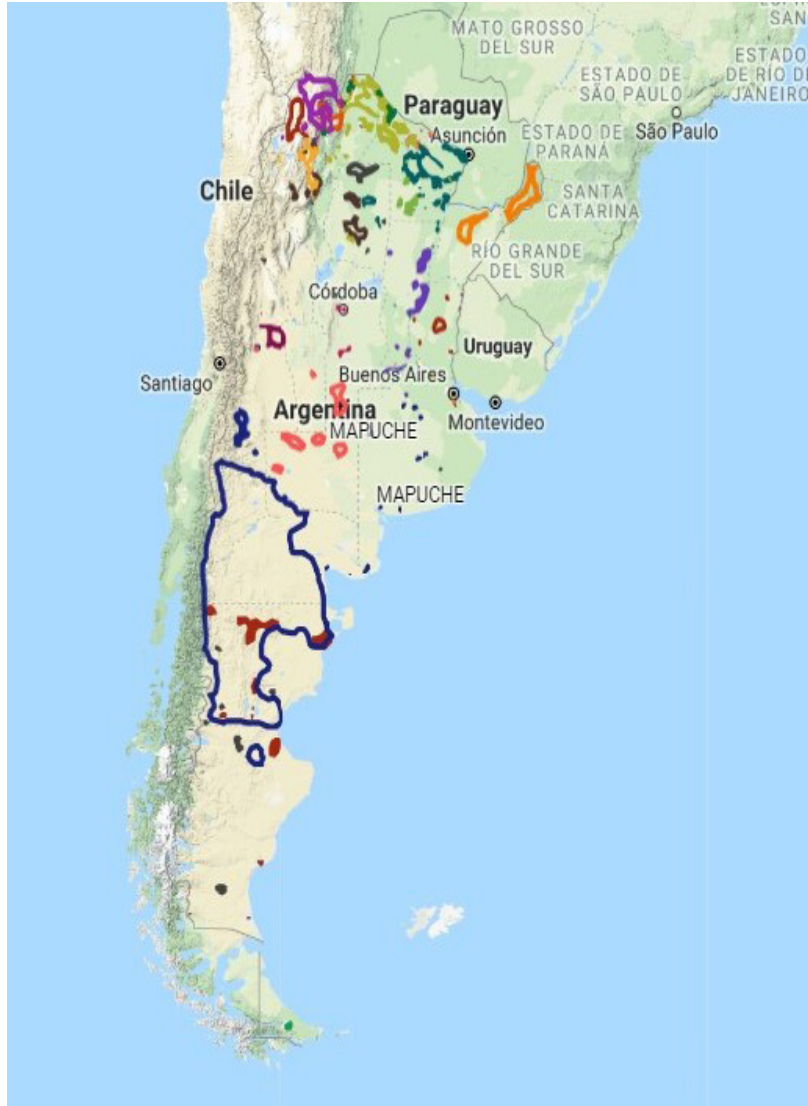 SAN
MATO GROSSO
DEL SUR
ESTADO
DE RÍO D
JANEIRO
ESTADO DE
SÃO PAULO
Paraguay
Asunción
São Paulo
ESTADO DE
PARANÁ
Chile
SANTA
CATARINA
RÍO GRANDE
DEL SUR
Córdoba
Uruguay
Santiago
Buenos Aires
Argentina
MAPUCHE
Montevideo
MAPUCHE